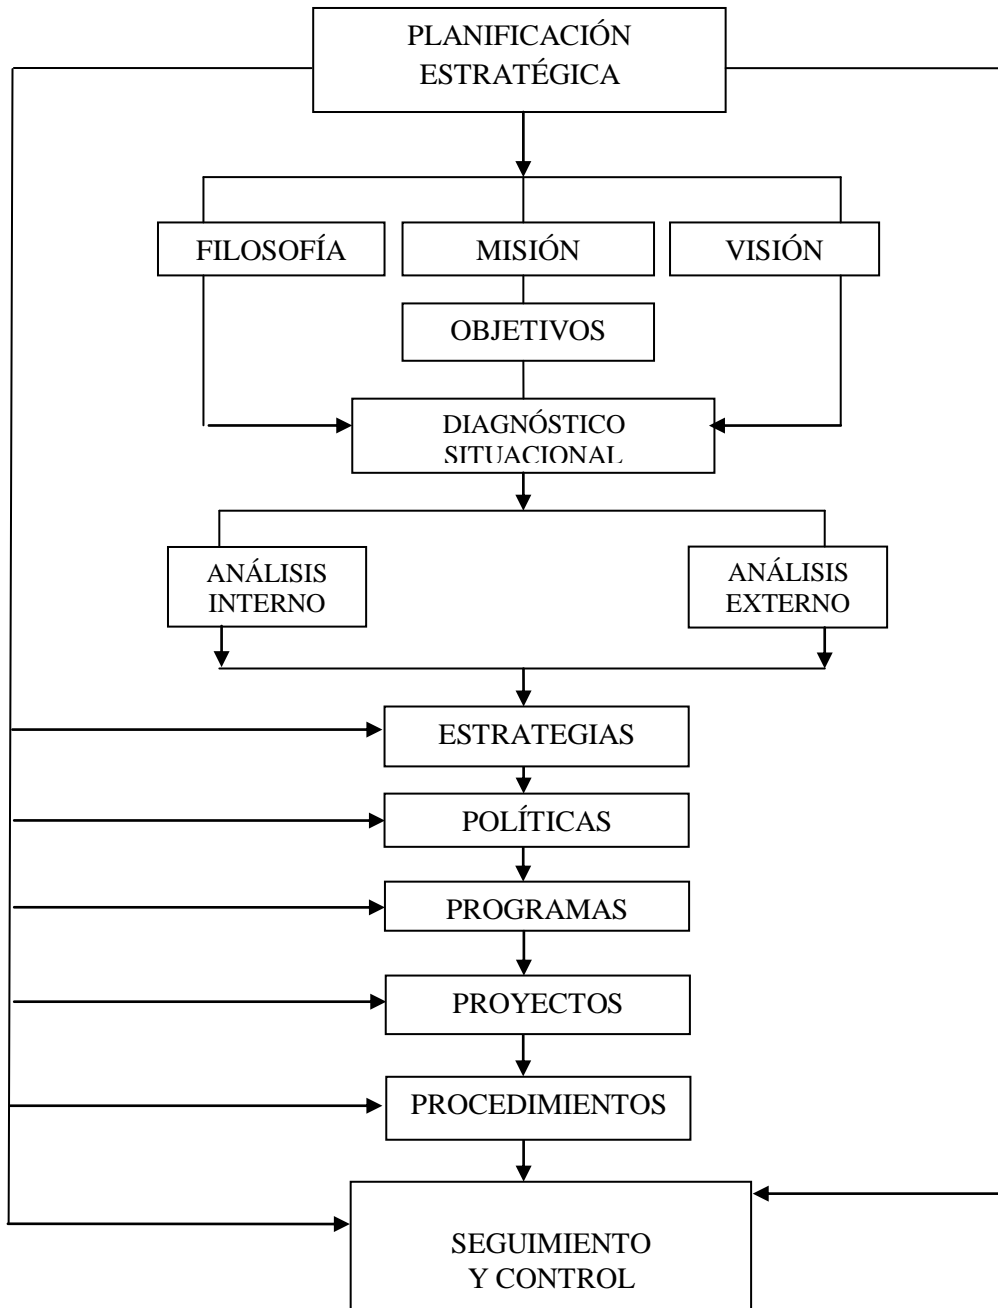 PLANIFICACIÓN
ESTRATÉGICA
FILOSOFÍA
MISIÓN
VISIÓN
OBJETIVOS
DIAGNÓSTICO
SITUACIONAL
ANÁLISIS
INTERNO
ANÁLISIS
EXTERNO
ESTRATEGIAS
POLÍTICAS
PROGRAMAS
PROYECTOS
PROCEDIMIENTOS
SEGUIMIENTO
Y CONTROL